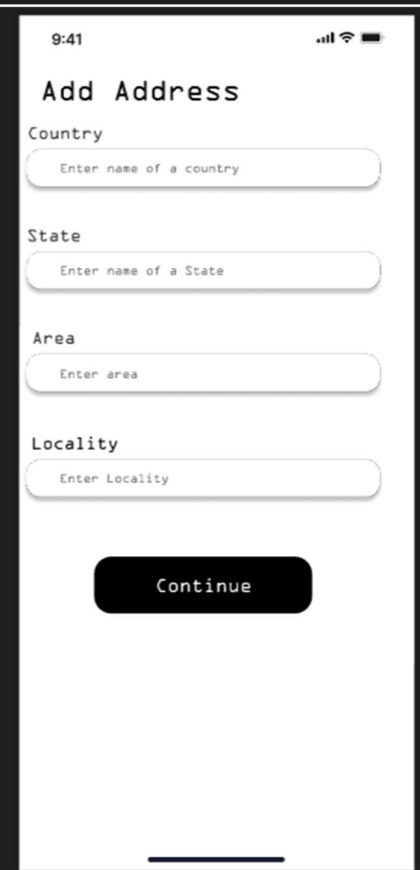 9:41
Add Address
Country
Enter name of a country
State
Enter name of a State
Area
Enter area
Locality
Enter Locality
Continue